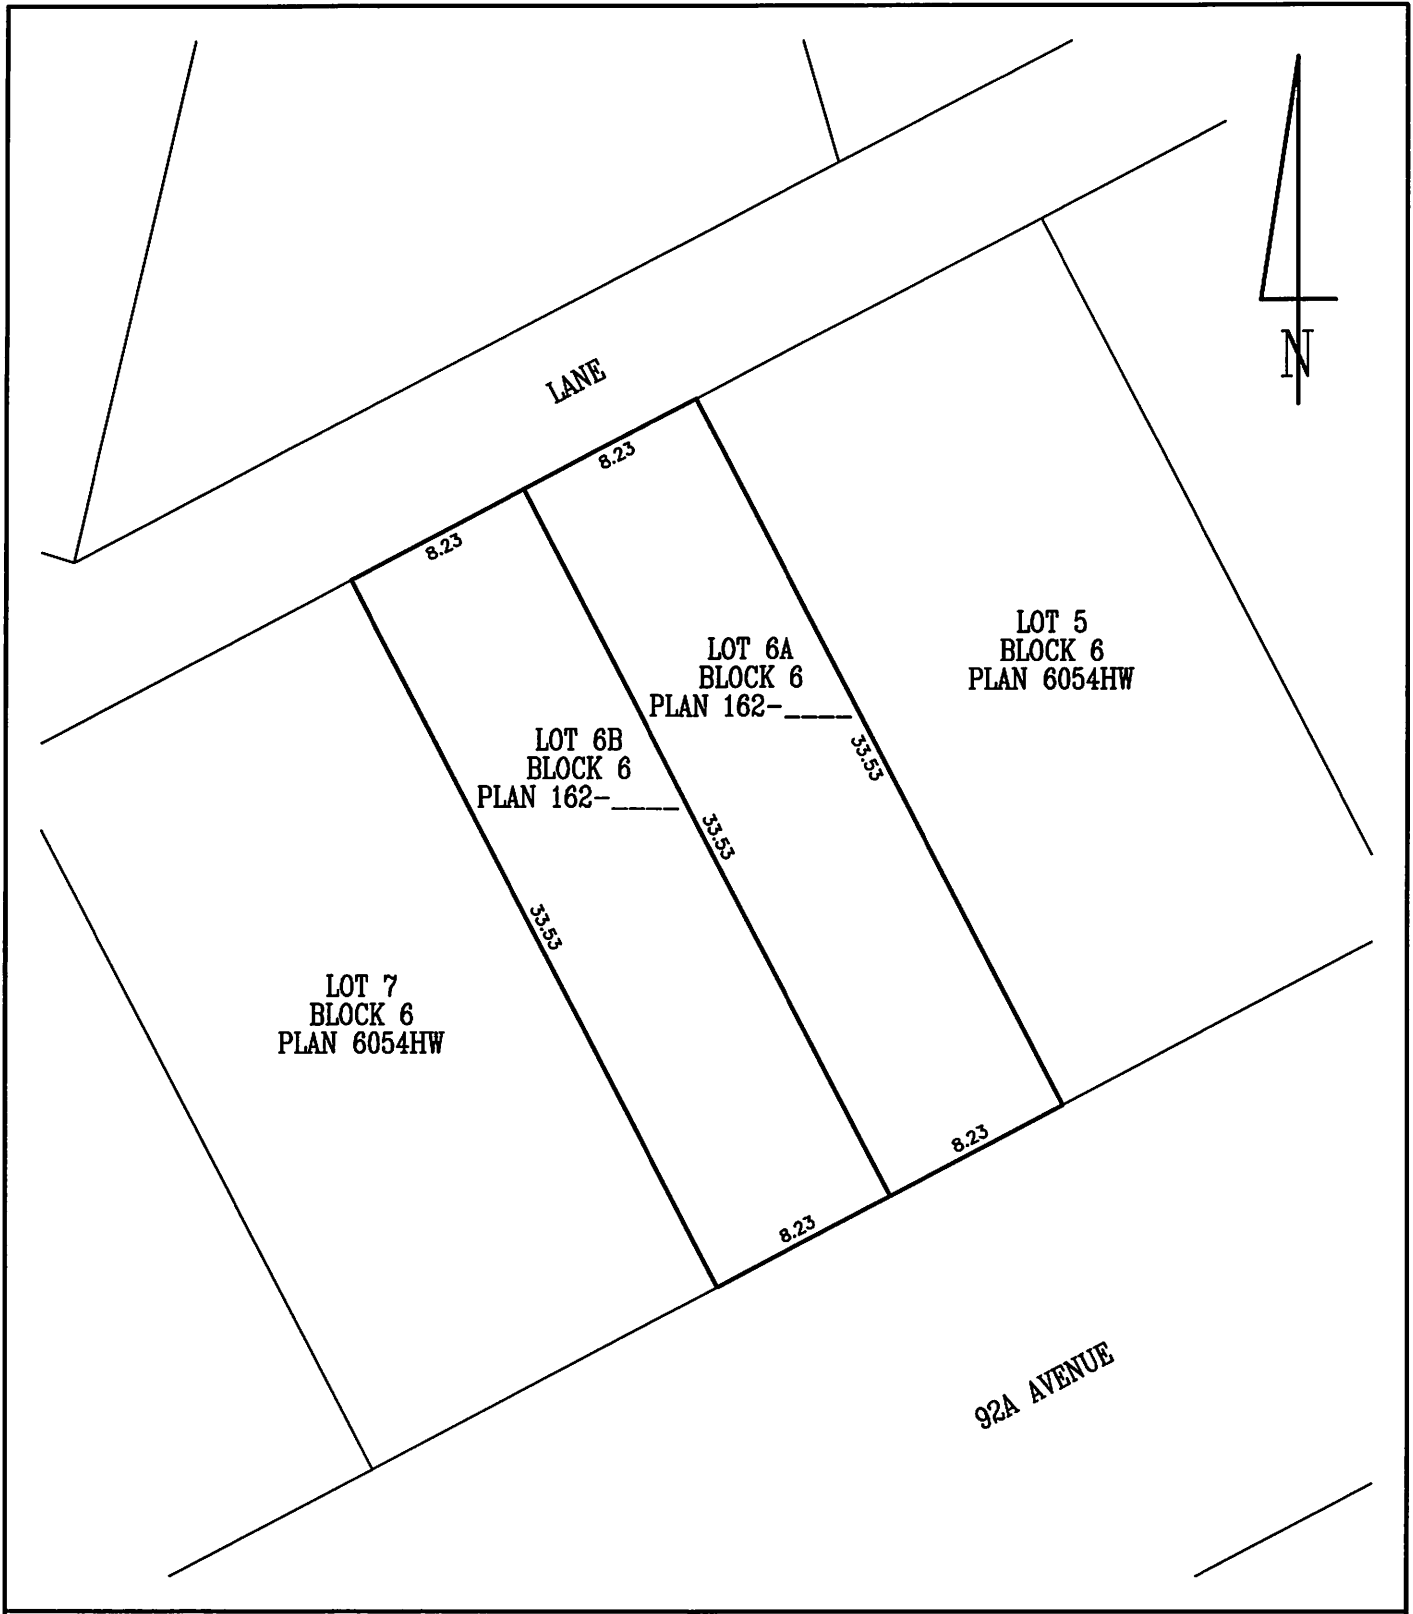 N
LANE
8.23
8.23
LOT 5
BLOCK 6
PLAN 6054HW
LOT 6A
BLOCK 6
PLAN 162-____
33.53
LOT 6B
BLOCK 6
PLAN 162-____
33.53
33.53
LOT 7
BLOCK 6
PLAN 6054HW
8.23
8.23
92A AVENUE